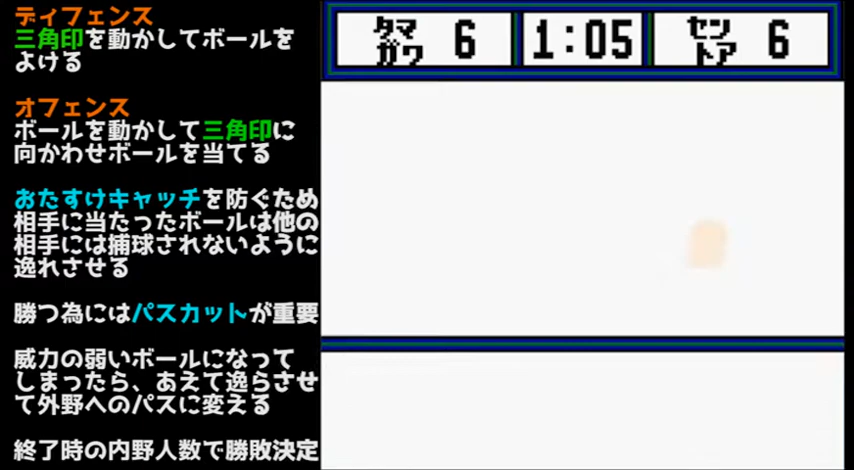 ディフェンス
三角印を動かしてボールを
よける
オフェンス
ボールを動かして三角印に
向かわせボールを当てる
おたすけキャッチを防ぐため
相手に当たったボールは他の
相手には捕球されないように
逸れさせる
勝つ為にはパスカットが重要
威力の弱いボールになって
しまったら、あえて逸らさせ
て外野へのパスに変える
終了時の内野人数で勝敗決定
タマ
ガワ 6 1:05 セン
トア 6